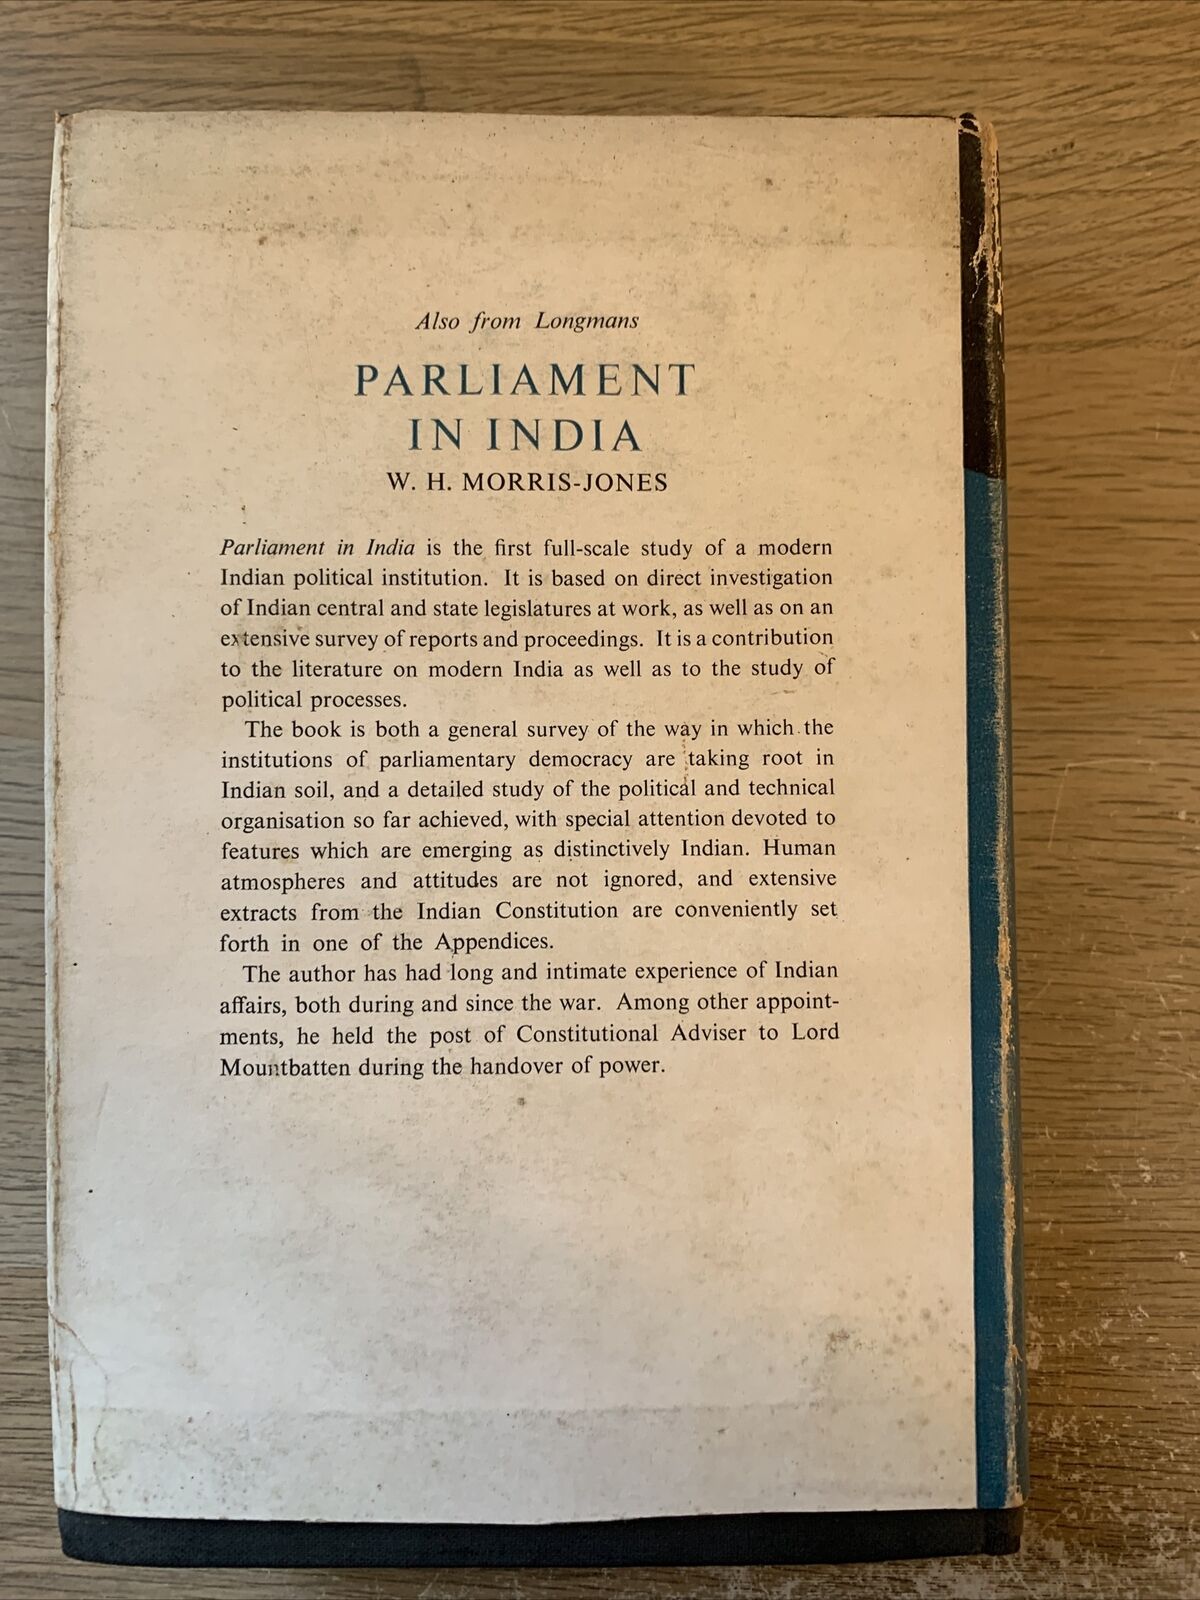 Also from Longmans
PARLIAMENT
IN INDIA
W. H. MORRIS-JONES
Parliament in India is the first full-scale study of a modern
Indian political institution. It is based on direct investigation
of Indian central and state legislatures at work, as well as on an
extensive survey of reports and proceedings. It is a contribution
to the literature on modern India as well as to the study of
political processes.
The book is both a general survey of the way in which the
institutions of parliamentary democracy are taking root in
Indian soil, and a detailed study of the political and technical
organisation so far achieved, with special attention devoted to
features which are emerging as distinctively Indian. Human
atmospheres and attitudes are not ignored, and extensive
extracts from the Indian Constitution are conveniently set
forth in one of the Appendices.
The author has had long and intimate experience of Indian
affairs, both during and since the war. Among other appoint-
ments, he held the post of Constitutional Adviser to Lord
Mountbatten during the handover of power.